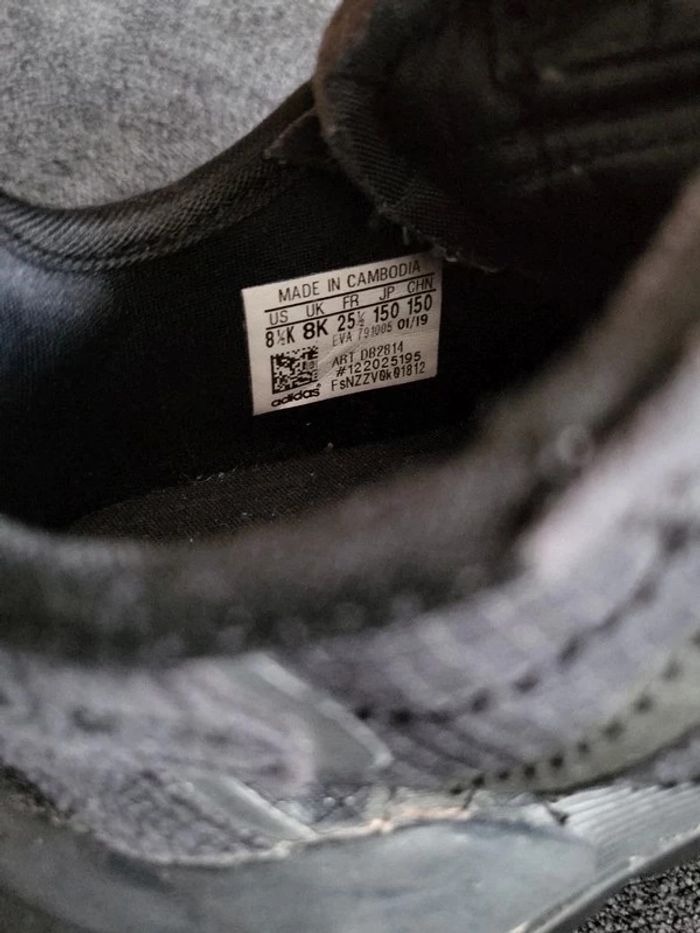 MADE IN CAMBODIA
US UK FR JP CHN
8½K 8K 25½ 150 150
EVA 791005 01/19
ART DB2814
#122025195
FsNZZV0k01812
adidas